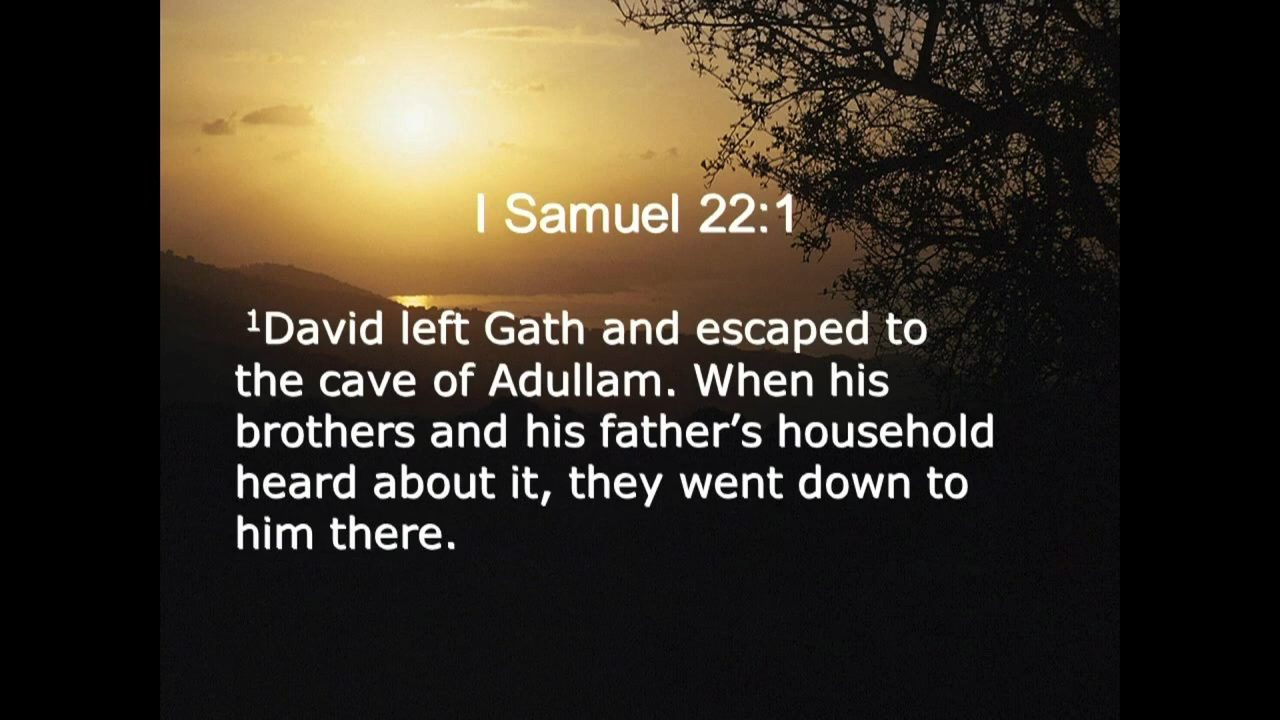 I Samuel 22:1
¹David left Gath and escaped to
the cave of Adullam. When his
brothers and his father’s household
heard about it, they went down to
him there.